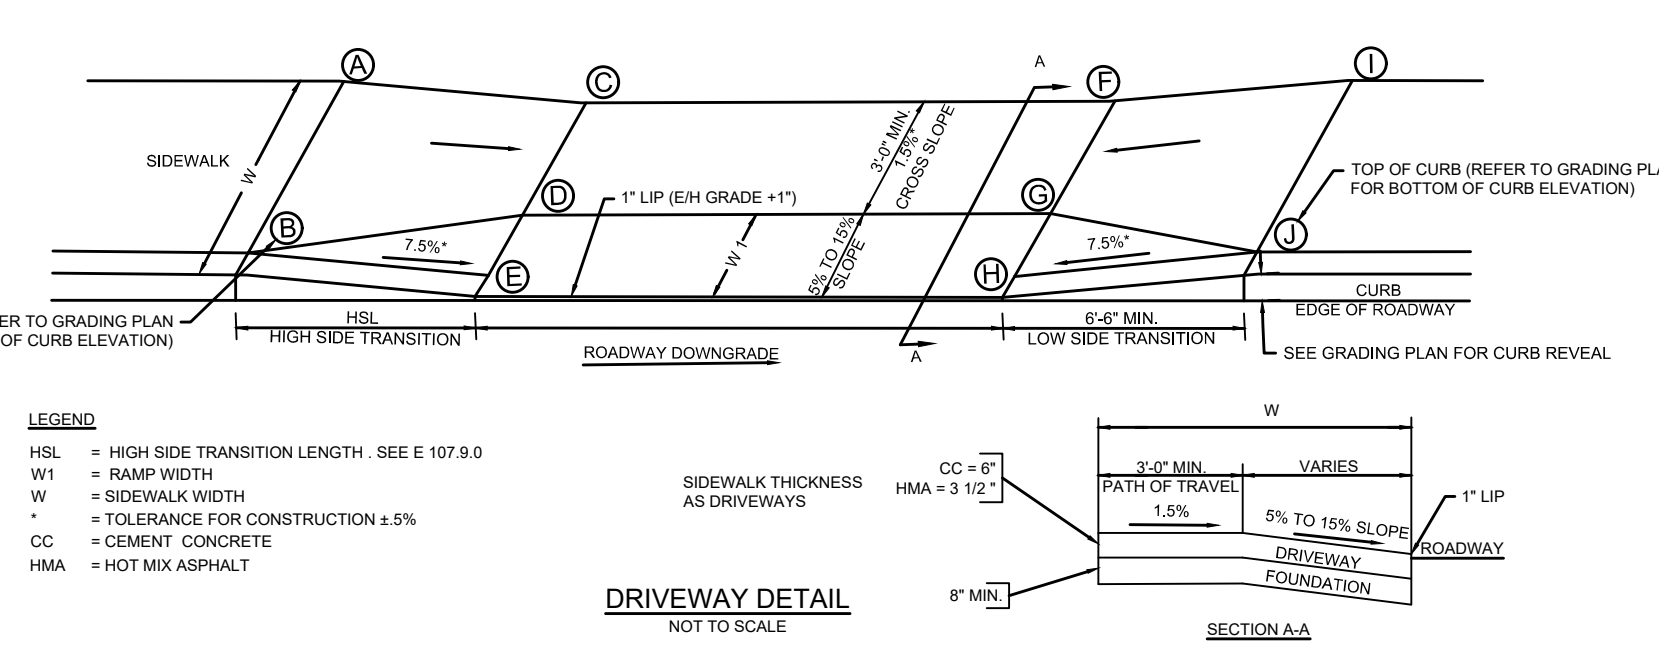 A
C
A
F
I
SIDEWALK
W
3'-0" MIN.
1.5%*
CROSS SLOPE
TOP OF CURB (REFER TO GRADING
FOR BOTTOM OF CURB ELEVATION)
B
D
1" LIP (E/H GRADE +1")
G
J
7.5%*
W 1
5% TO 15%
SLOPE
7.5%*
E
H
CURB
EDGE OF ROADWAY
TO GRADING PLAN
OF CURB ELEVATION)
HSL
HIGH SIDE TRANSITION
ROADWAY DOWNGRADE
A
6'-6" MIN.
LOW SIDE TRANSITION
SEE GRADING PLAN FOR CURB REVEAL
LEGEND
HSL = HIGH SIDE TRANSITION LENGTH . SEE E 107.9.0
W1 = RAMP WIDTH
W = SIDEWALK WIDTH
* = TOLERANCE FOR CONSTRUCTION ±.5%
CC = CEMENT CONCRETE
HMA = HOT MIX ASPHALT
SIDEWALK THICKNESS
AS DRIVEWAYS
CC = 6"
HMA = 3 1/2 "
8" MIN.
W
3'-0" MIN.
PATH OF TRAVEL
1.5%
VARIES
5% TO 15% SLOPE
1" LIP
ROADWAY
DRIVEWAY
FOUNDATION
SECTION A-A
DRIVEWAY DETAIL
NOT TO SCALE